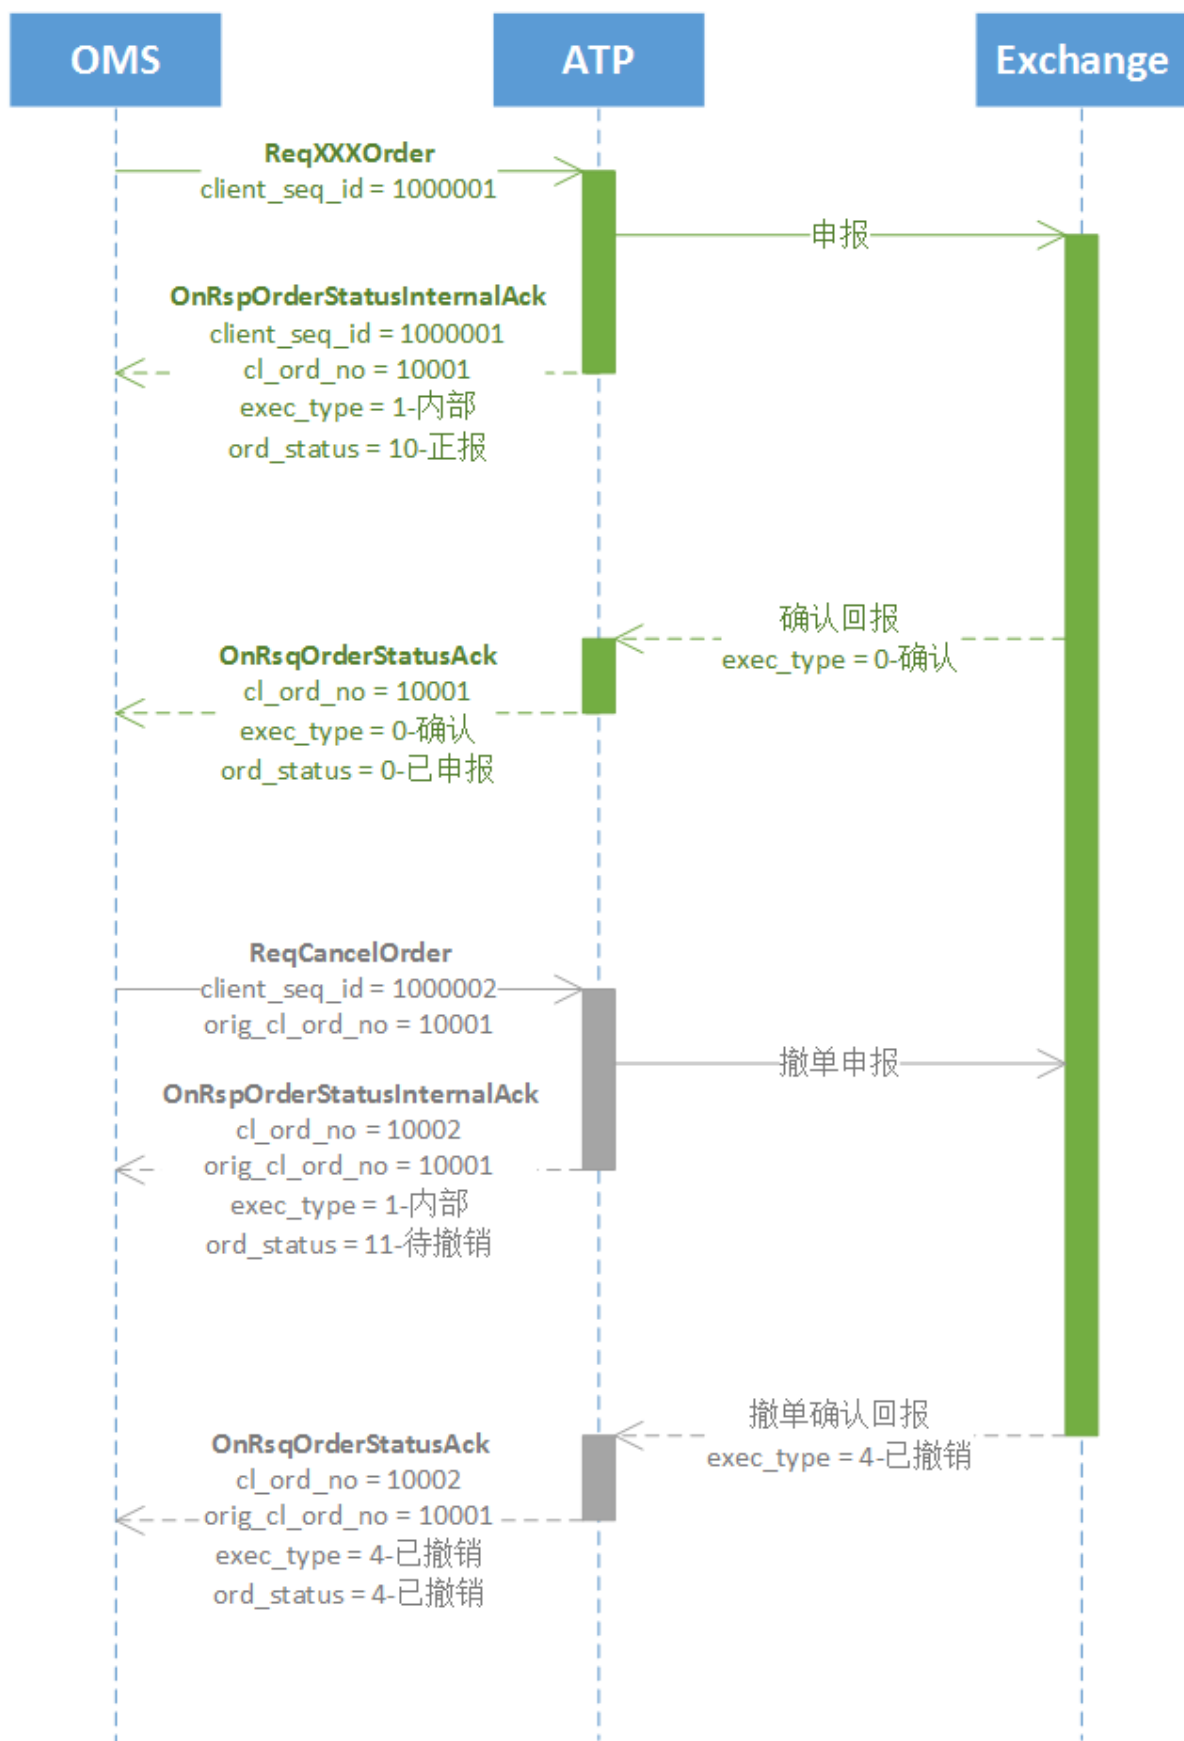 OMS
ATP
Exchange
ReqXXXOrder
client_seq_id = 1000001
申报
OnRspOrderStatusInternalAck
client_seq_id = 1000001
cl_ord_no = 10001
exec_type = 1-内部
ord_status = 10-正报
确认回报
exec_type = 0-确认
OnRsqOrderStatusAck
cl_ord_no = 10001
exec_type = 0-确认
ord_status = 0-已申报
ReqCancelOrder
client_seq_id = 1000002
orig_cl_ord_no = 10001
撤单申报
OnRspOrderStatusInternalAck
cl_ord_no = 10002
orig_cl_ord_no = 10001
exec_type = 1-内部
ord_status = 11-待撤销
撤单确认回报
exec_type = 4-已撤销
OnRsqOrderStatusAck
cl_ord_no = 10002
orig_cl_ord_no = 10001
exec_type = 4-已撤销
ord_status = 4-已撤销